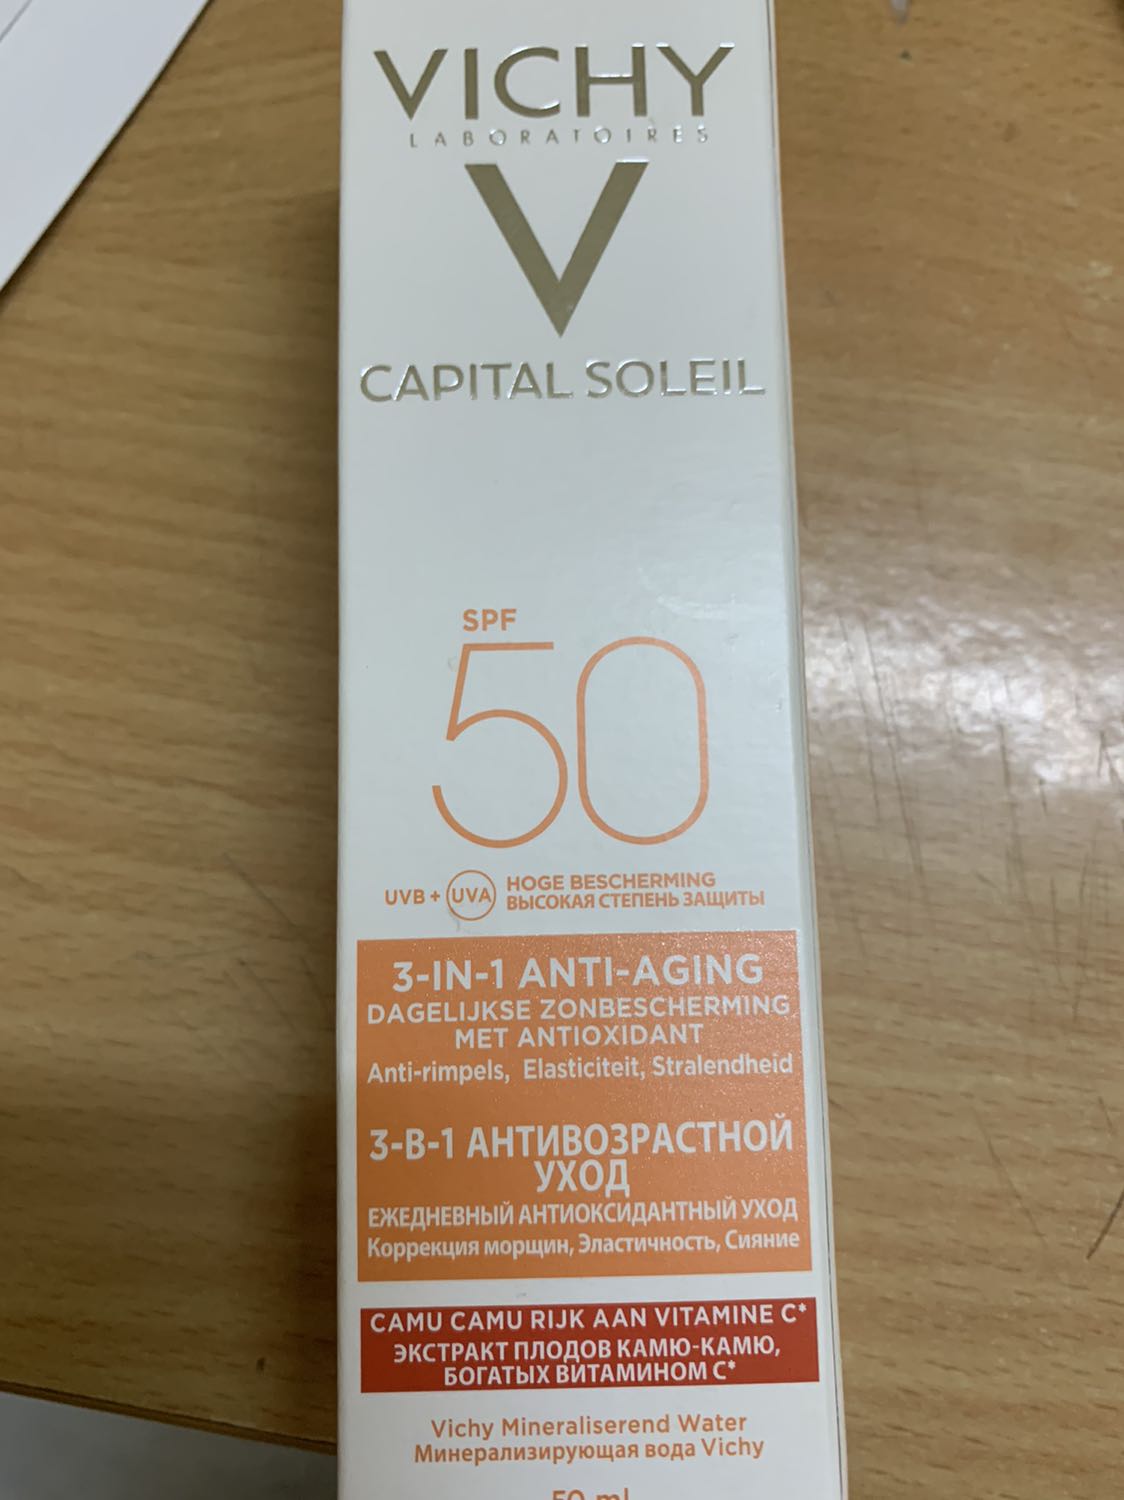 VICHY
LABORATOIRES
V
CAPITAL SOLEIL
SPF
50
UVB + UVA
HOGE BESCHERMING
ВЫСОКАЯ СТЕПЕНЬ ЗАЩИТЫ
3-IN-1 ANTI-AGING
DAGELIJKSE ZONBESCHERMING
MET ANTIOXIDANT
Anti-rimpels, Elasticiteit, Stralendheid
3-В-1 АНТИВОЗРАСТНОЙ
УХОД
ЕЖЕДНЕВНЫЙ АНТИОКСИДАНТНЫЙ УХОД
Коррекция морщин, Эластичность, Сияние
CAMU CAMU RIJK AAN VITAMINE C*
ЭКСТРАКТ ПЛОДОВ КАМЮ-КАМЮ,
БОГАТЫХ ВИТАМИНОМ С*
Vichy Mineraliserend Water
Минерализирующая вода Vichy
50 ml